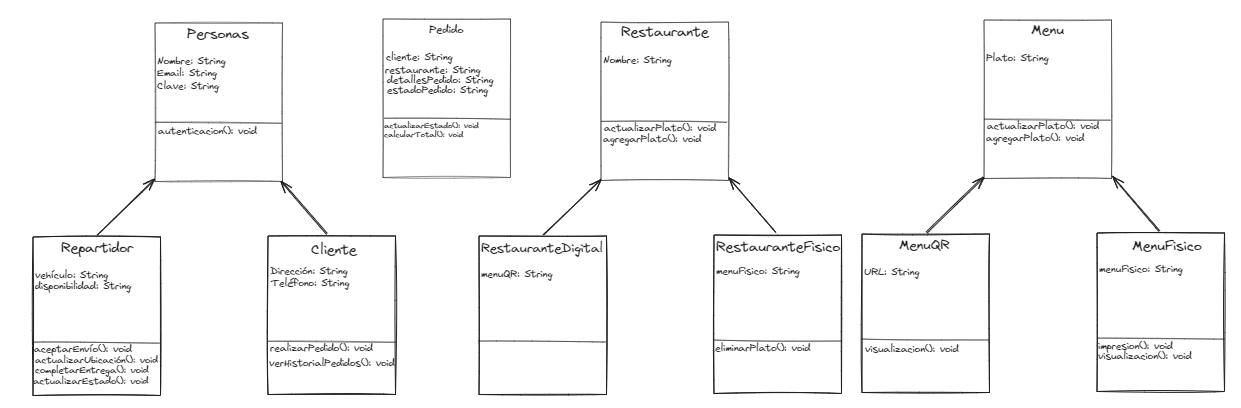 Personas
Nombre: String
Email: String
Clave: String
autenticacion(): void
Pedido
cliente: String
restaurante: String
detallesPedido: String
estadoPedido: String
actualizarEstado(): void
calcularTotal(): void
Restaurante
Nombre: String
actualizarPlato(): void
agregarPlato(): void
Menu
Plato: String
actualizarPlato(): void
agregarPlato(): void
Repartidor
vehículo: String
disponibilidad: String
aceptarEnvío(): void
actualizarUbicación(): void
completarEntrega(): void
actualizarEstado(): void
Cliente
Dirección: String
Teléfono: String
realizarPedido(): void
verHistorialPedidos(): void
RestauranteDigital
menuQR: String
RestauranteFisico
menuFisico: String
eliminarPlato(): void
MenuQR
URL: String
visualizacion(): void
MenuFisico
menuFisico: String
impresion(): void
visualizacion(): void